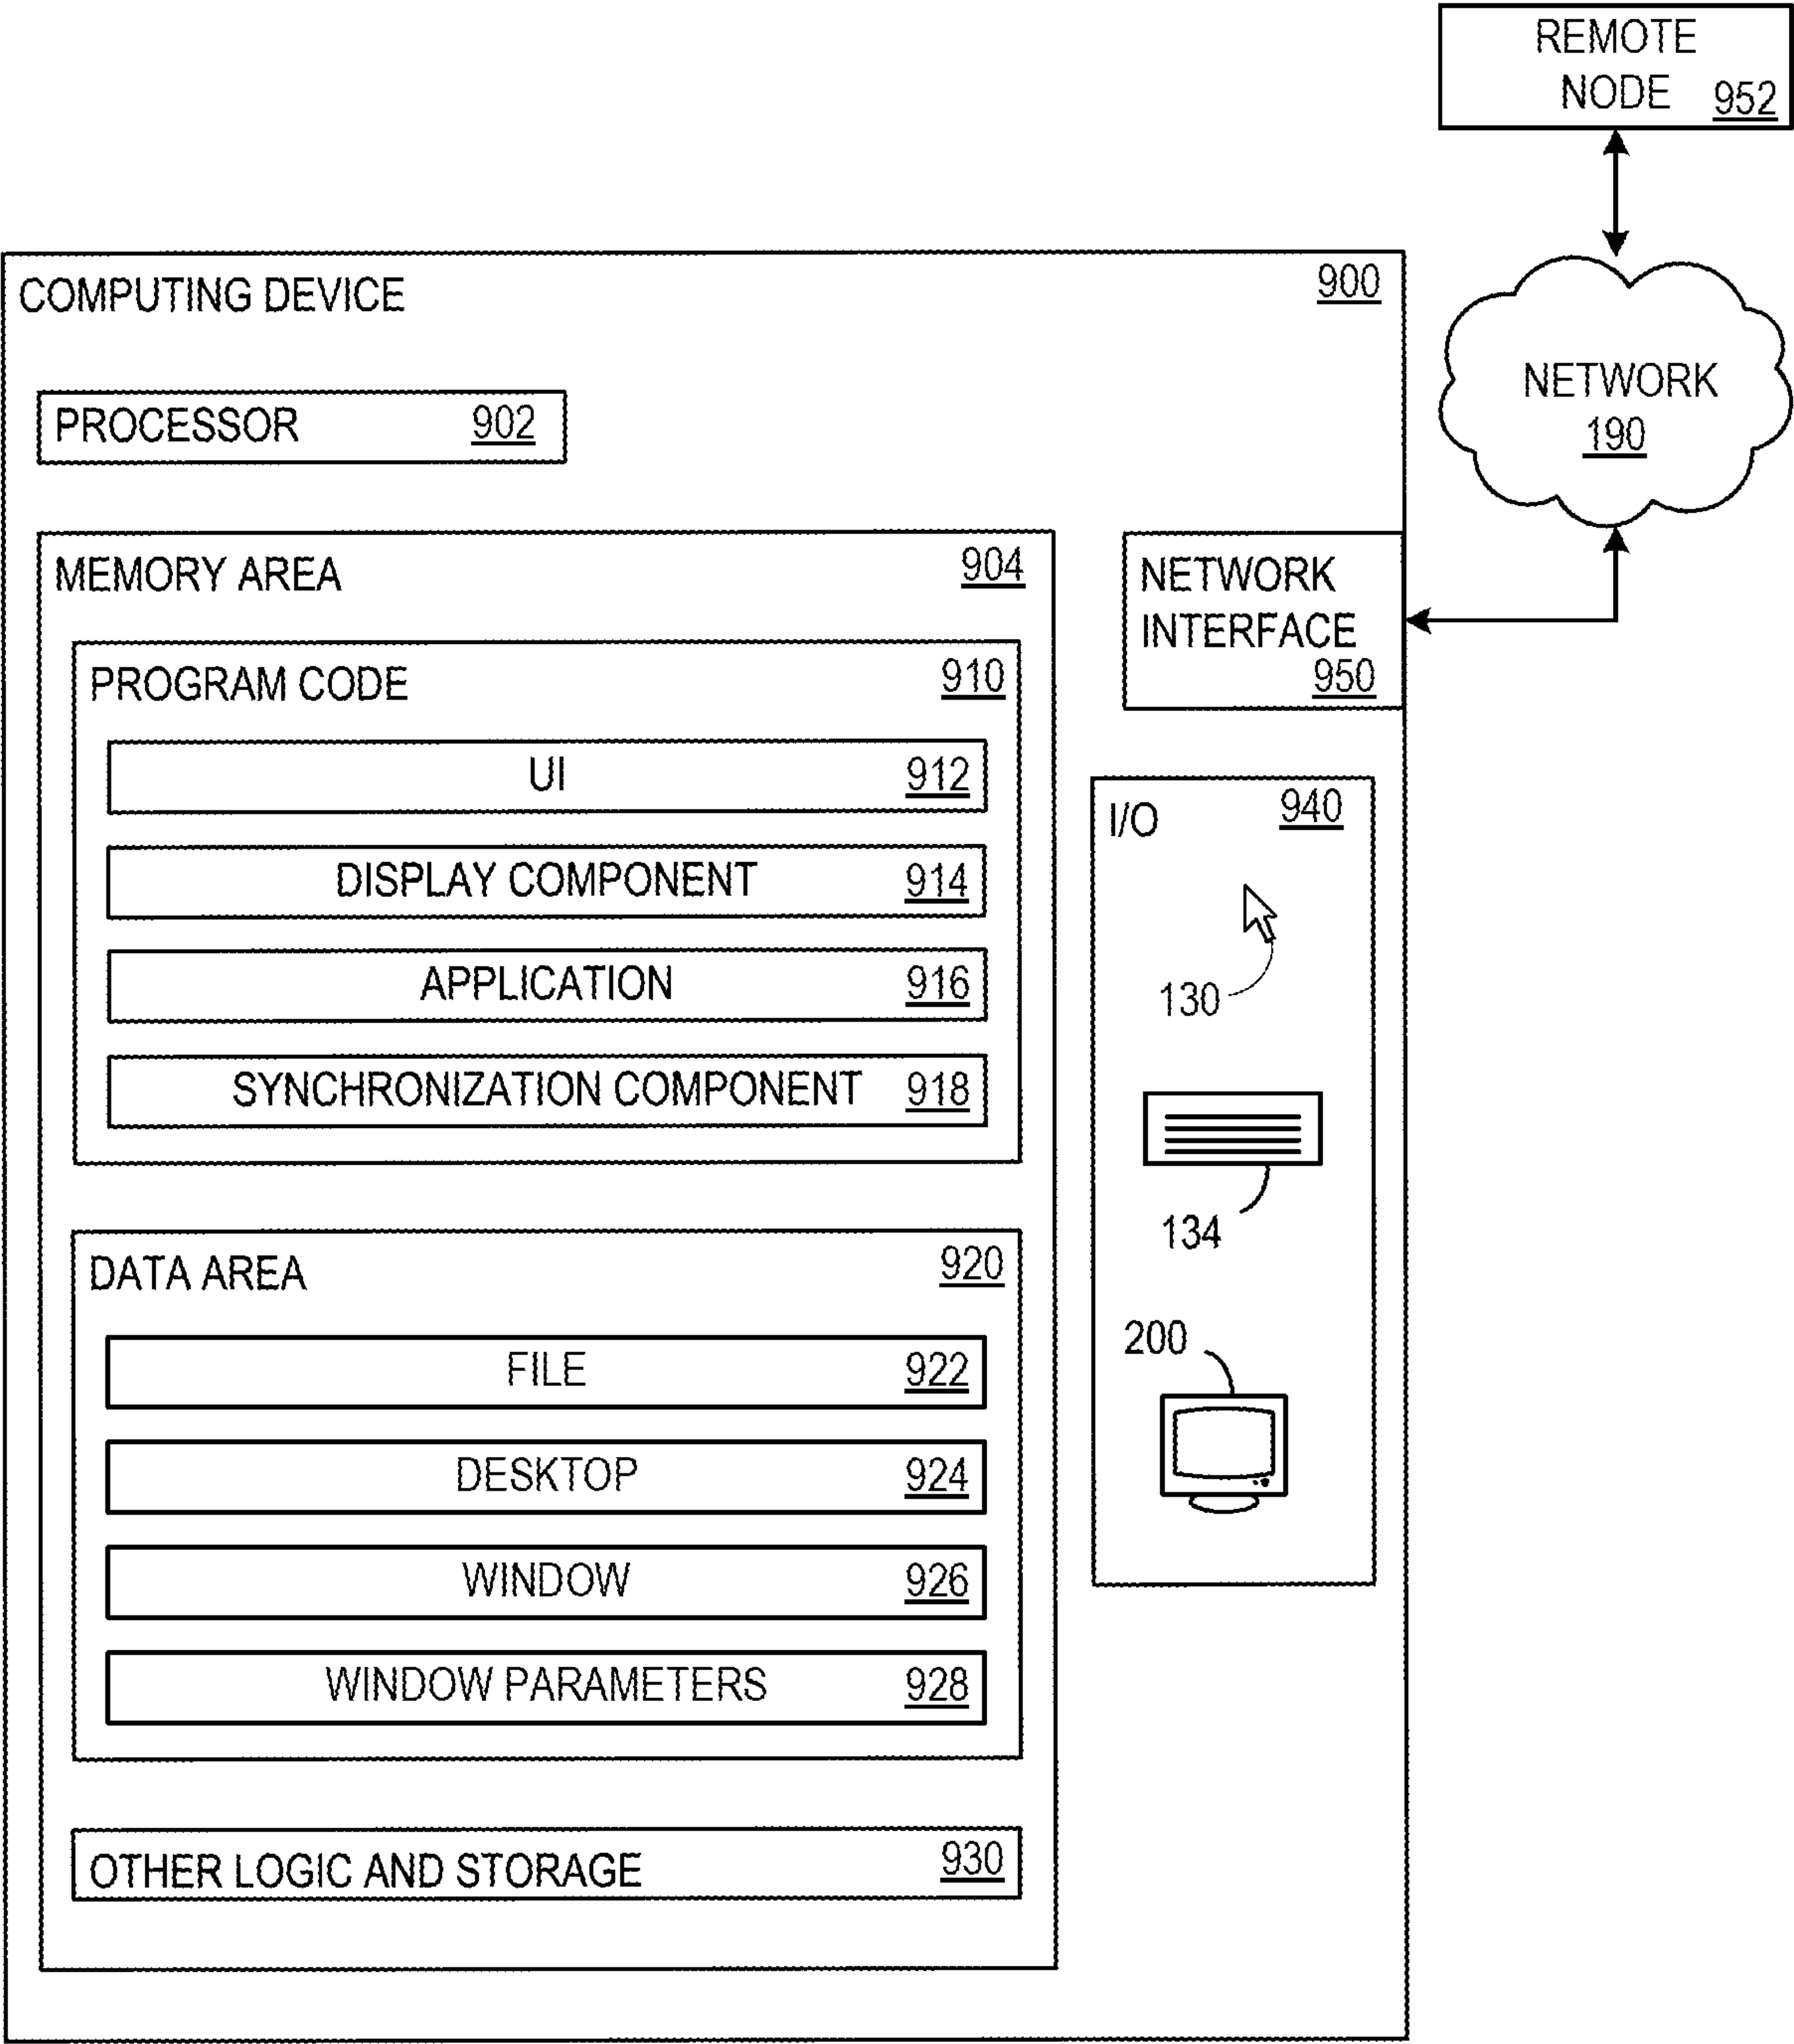 REMOTE
NODE 952
COMPUTING DEVICE 900
NETWORK
190
PROCESSOR 902
MEMORY AREA 904
PROGRAM CODE 910
UI 912
DISPLAY COMPONENT 914
APPLICATION 916
SYNCHRONIZATION COMPONENT 918
DATA AREA 920
FILE 922
DESKTOP 924
WINDOW 926
WINDOW PARAMETERS 928
OTHER LOGIC AND STORAGE 930
NETWORK
INTERFACE
950
I/O 940
130
134
200